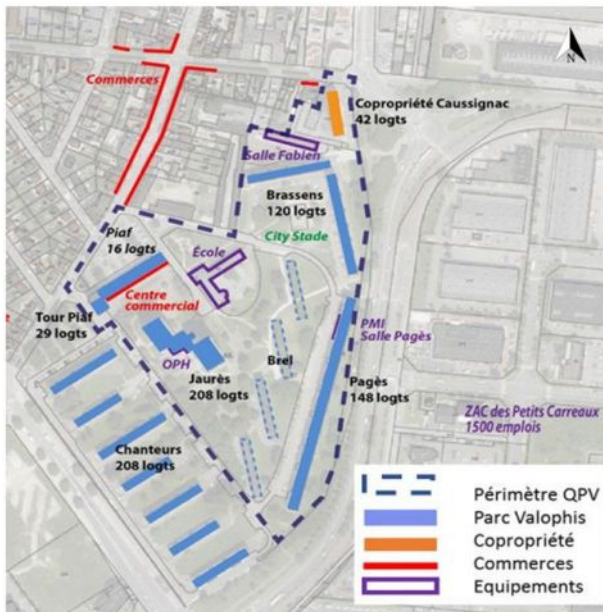 N
Commerces
Copropriété Caussignac
42 logts
Salle Fabien
Brassens
120 logts
City Stade
Piaf
16 logts
École
Centre
commercial
Tour Piaf
29 logts
PMI
Salle Pagès
OPH
Brel
Jaurès
208 logts
Pagès
148 logts
ZAC des Petits Carreaux
1500 emplois
Chanteurs
208 logts
Périmètre QPV
Parc Valophis
Copropriété
Commerces
Equipements